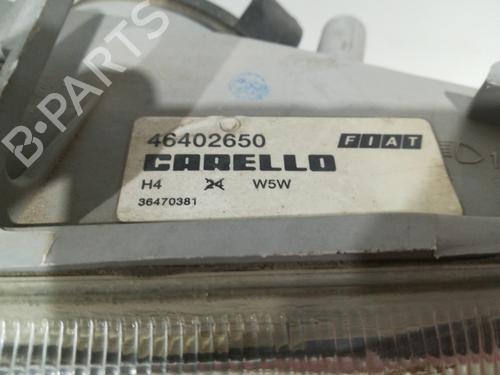 46402650
FIAT
CARELLO
H4 24 W5W
36470381
B-PARTS